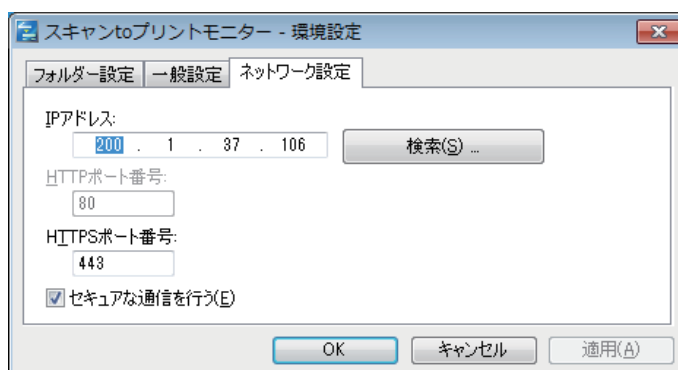 スキャンtoプリントモニター - 環境設定
フォルダー設定 一般設定 ネットワーク設定
IPアドレス:
200 . 1 . 37 . 106 検索(S) ...
HTTPポート番号:
80
HTTPSポート番号:
443
セキュアな通信を行う(E)
OK キャンセル 適用(A)